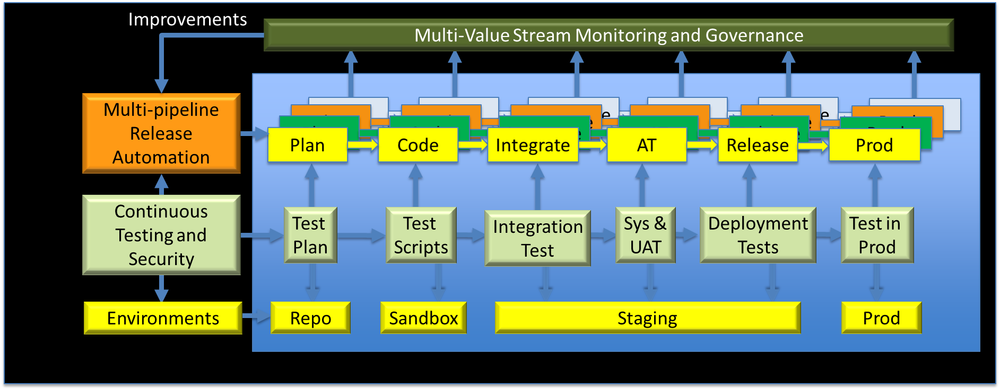 Improvements
Multi-Value Stream Monitoring and Governance
Multi-pipeline
Release
Automation
Plan
Code
Integrate
AT
Release
Prod
Continuous
Testing and
Security
Test
Plan
Test
Scripts
Integration
Test
Sys &
UAT
Deployment
Tests
Test in
Prod
Environments
Repo
Sandbox
Staging
Prod